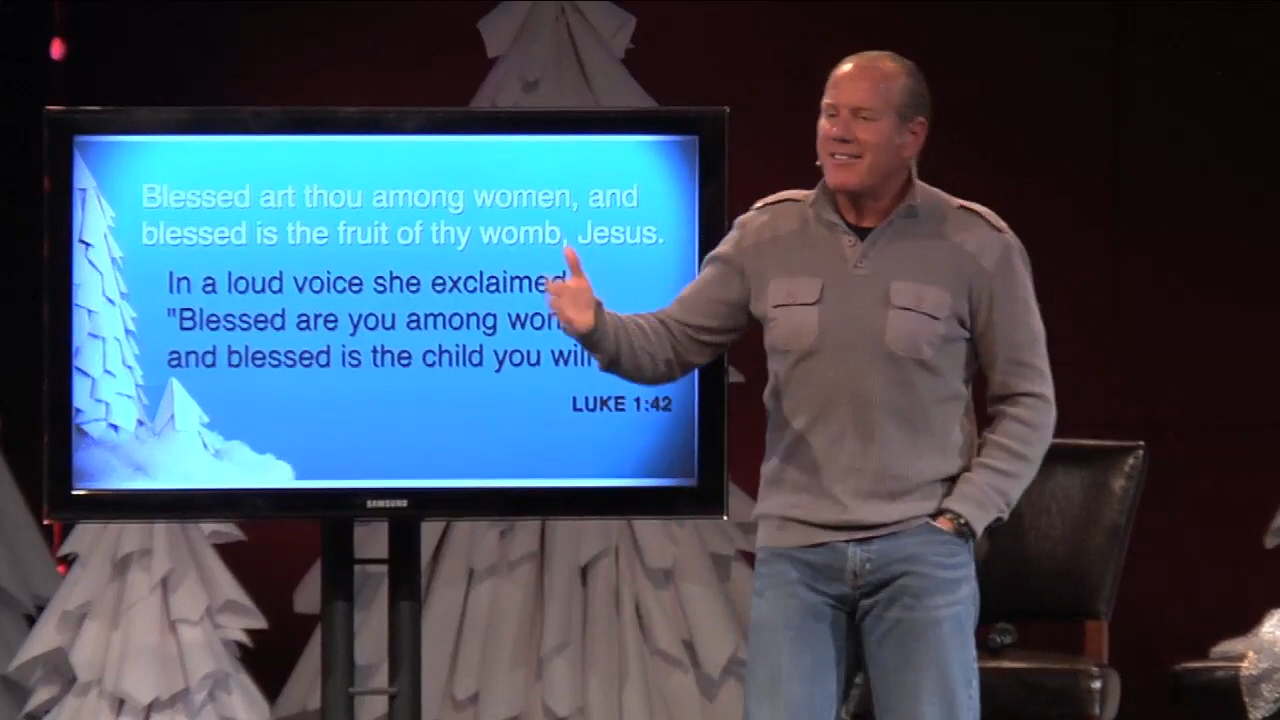 Blessed art thou among women, and
blessed is the fruit of thy womb, Jesus.
In a loud voice she exclaimed
"Blessed are you among
and blessed is the child you will
LUKE 1:42
SAMSUNG